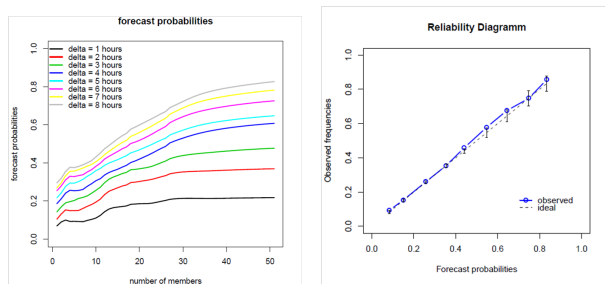 forecast probabilities
forecast probabilities
1.0
0.8
0.6
0.4
0.2
0.0
delta = 1 hours
delta = 2 hours
delta = 3 hours
delta = 4 hours
delta = 5 hours
delta = 6 hours
delta = 7 hours
delta = 8 hours
0 10 20 30 40 50
number of members
Reliability Diagramm
Observed frequencies
1.0
0.8
0.6
0.4
0.2
0.0
observed
ideal
0.0 0.2 0.4 0.6 0.8 1.0
Forecast probabilities